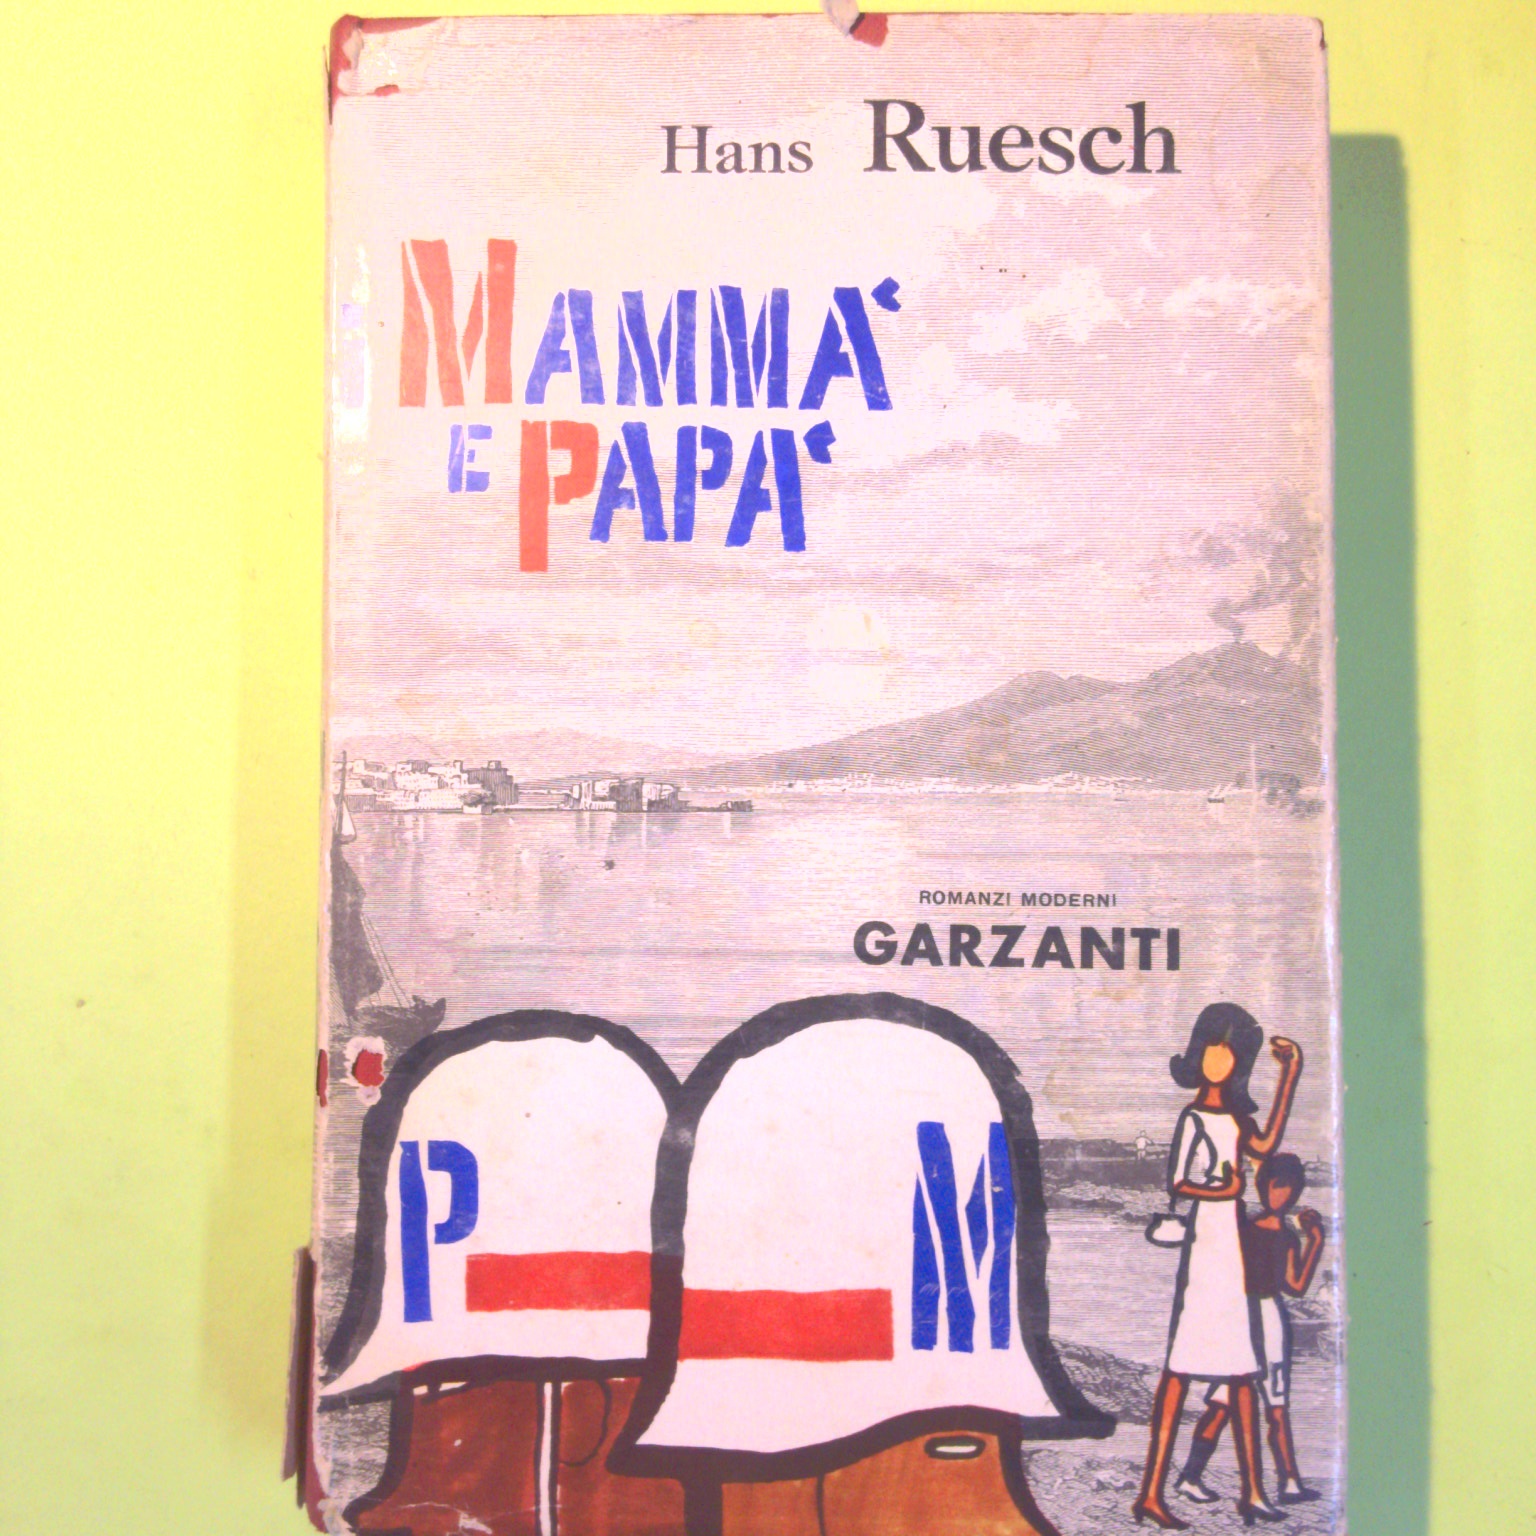 Hans Ruesch
MAMMA'
E PAPA'
ROMANZI MODERNI
GARZANTI
P M